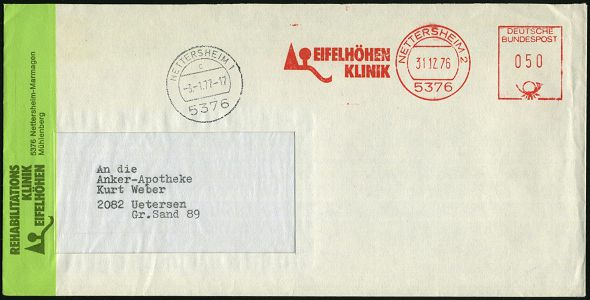 REHABILITATIONS
KLINIK
EIFELHÖHEN
5376 Nettersheim-Marmagen
Mühlenberg
NETTERSHEIM 1
c
-3.-1.77-17
5376
EIFELHÖHEN
KLINIK
NETTERSHEIM 2
31.12.76
5376
DEUTSCHE
BUNDESPOST
050
An die
Anker-Apotheke
Kurt Weber
2082 Uetersen
Gr.Sand 89